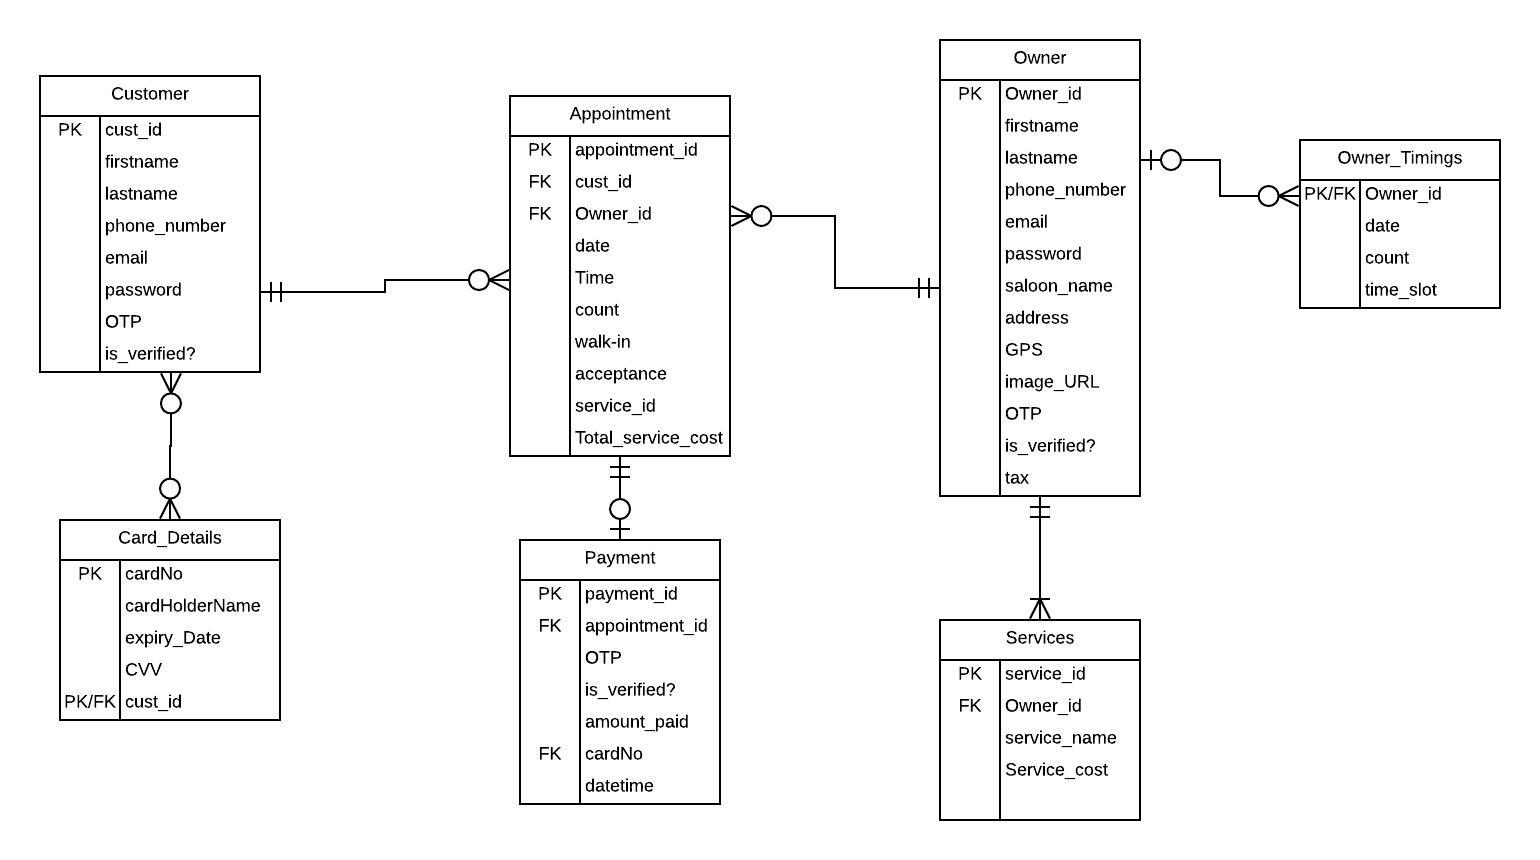 Customer
PK cust_id
firstname
lastname
phone_number
email
password
OTP
is_verified?
Appointment
PK appointment_id
FK cust_id
FK Owner_id
date
Time
count
walk-in
acceptance
service_id
Total_service_cost
Owner
PK Owner_id
firstname
lastname
phone_number
email
password
saloon_name
address
GPS
image_URL
OTP
is_verified?
tax
Owner_Timings
PK/FK Owner_id
date
count
time_slot
Card_Details
PK cardNo
cardHolderName
expiry_Date
CVV
PK/FK cust_id
Payment
PK payment_id
FK appointment_id
OTP
is_verified?
amount_paid
FK cardNo
datetime
Services
PK service_id
FK Owner_id
service_name
Service_cost